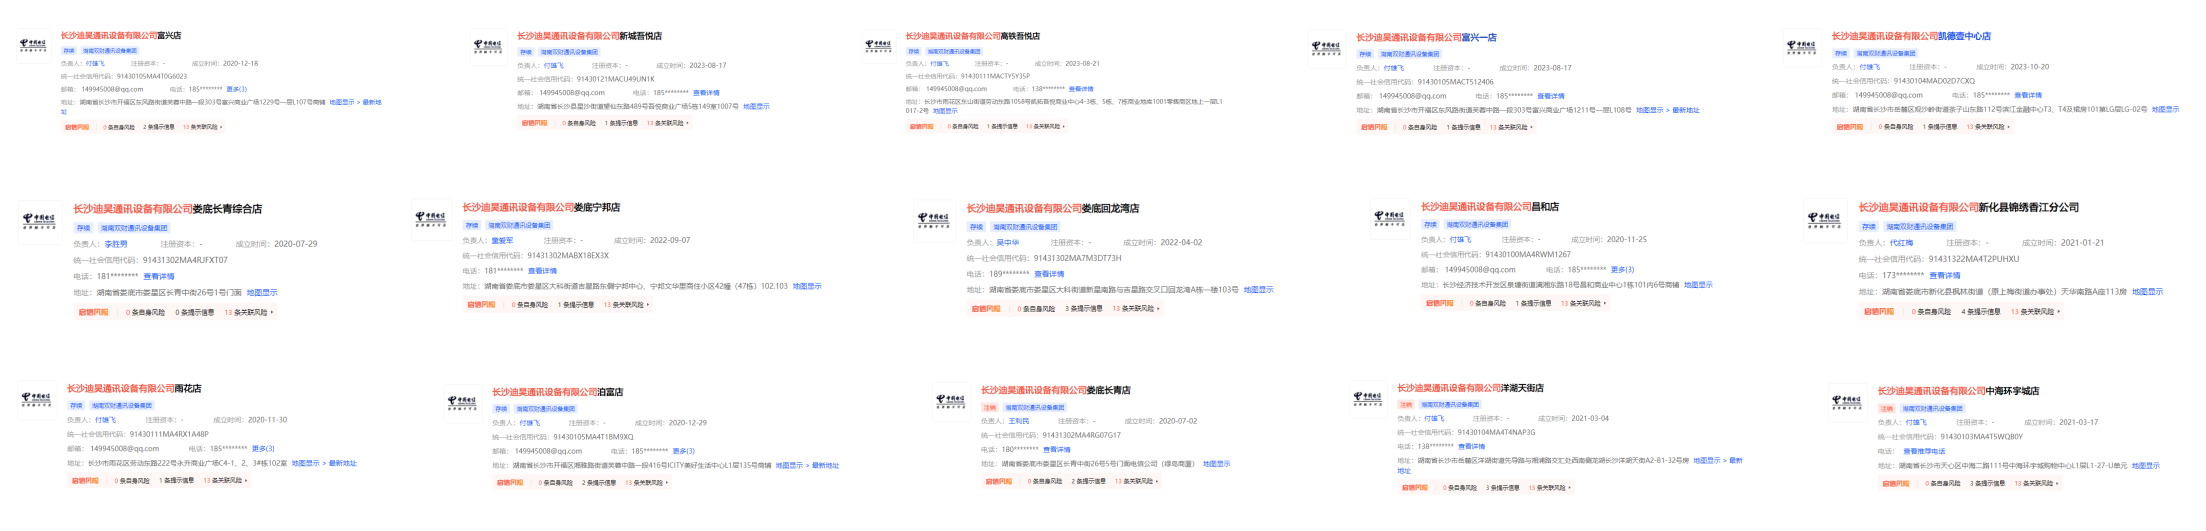 长沙迪昊通讯设备有限公司富兴店
存续 湖南双财通讯设备集团
负责人：付雄飞 注册资本：- 成立时间：2020-12-18
统一社会信用代码：91430105MA4T0G6023
邮箱：149945008@qq.com 电话：185******** 更多(3)
地址：湖南省长沙市开福区东风路街道芙蓉中路一段303号富兴商业广场1229号一层L107号商铺 地图显示 > 最新地址
启信风险 0 条自身风险 2 条提示信息 13 条关联风险
长沙迪昊通讯设备有限公司新城吾悦店
存续 湖南双财通讯设备集团
负责人：付雄飞 注册资本：- 成立时间：2023-08-17
统一社会信用代码：91430121MACU49UN1K
邮箱：149945008@qq.com 电话：185******** 查看详情
地址：湖南省长沙县星沙街道望仙东路489号吾悦商业广场5栋149室1007号 地图显示
启信风险 0 条自身风险 1 条提示信息 13 条关联风险
长沙迪昊通讯设备有限公司高铁吾悦店
存续 湖南双财通讯设备集团
负责人：付雄飞 注册资本：- 成立时间：2023-08-21
统一社会信用代码：91430111MACTY5Y35P
邮箱：149945008@qq.com 电话：138******** 查看详情
地址：长沙市雨花区东山街道劳动东路1058号凯拓吾悦商业中心4-3栋、5栋、7栋商业地库1001零售商区地上一层L1
017-2号 地图显示
启信风险 0 条自身风险 1 条提示信息 13 条关联风险
长沙迪昊通讯设备有限公司富兴一店
存续 湖南双财通讯设备集团
负责人：付雄飞 注册资本：- 成立时间：2023-08-17
统一社会信用代码：91430105MACT512406
邮箱：149945008@qq.com 电话：185******** 查看详情
地址：湖南省长沙市开福区东风路街道芙蓉中路一段303号富兴商业广场1211号一层L108号 地图显示 > 最新地址
启信风险 0 条自身风险 1 条提示信息 13 条关联风险
长沙迪昊通讯设备有限公司凯德壹中心店
存续 湖南双财通讯设备集团
负责人：付雄飞 注册资本：- 成立时间：2023-10-20
统一社会信用代码：91430104MAD02D7CXQ
邮箱：149945008@qq.com 电话：185******** 查看详情
地址：湖南省长沙市岳麓区观沙岭街道茶子山东路112号滨江金融中心T3、T4及裙房101第LG层LG-02号 地图显示
启信风险 0 条自身风险 1 条提示信息 13 条关联风险
长沙迪昊通讯设备有限公司娄底长青综合店
存续 湖南双财通讯设备集团
负责人：李胜男 注册资本：- 成立时间：2020-07-29
统一社会信用代码：91431302MA4RJFXT07
电话：181******** 查看详情
地址：湖南省娄底市娄星区长青中街26号1号门面 地图显示
启信风险 0 条自身风险 0 条提示信息 13 条关联风险
长沙迪昊通讯设备有限公司娄底宁邦店
存续 湖南双财通讯设备集团
负责人：童爱军 注册资本：- 成立时间：2022-09-07
统一社会信用代码：91431302MABX18EX3X
电话：181******** 查看详情
地址：湖南省娄底市娄星区大科街道吉星路东侧宁邦中心、宁邦文华里商住小区42幢（47栋）102.103 地图显示
启信风险 0 条自身风险 1 条提示信息 13 条关联风险
长沙迪昊通讯设备有限公司娄底回龙湾店
存续 湖南双财通讯设备集团
负责人：吴中华 注册资本：- 成立时间：2022-04-02
统一社会信用代码：91431302MA7M3DT73H
电话：189******** 查看详情
地址：湖南省娄底市娄星区大科街道新星南路与吉星路交叉口回龙湾A栋一楼103号 地图显示
启信风险 0 条自身风险 3 条提示信息 13 条关联风险
长沙迪昊通讯设备有限公司昌和店
存续 湖南双财通讯设备集团
负责人：付雄飞 注册资本：- 成立时间：2020-11-25
统一社会信用代码：91430100MA4RWM1267
邮箱：149945008@qq.com 电话：185******** 更多(3)
地址：长沙经济技术开发区泉塘街道漓湘东路18号昌和商业中心1栋101内6号商铺 地图显示
启信风险 0 条自身风险 1 条提示信息 13 条关联风险
长沙迪昊通讯设备有限公司新化县锦绣香江分公司
存续 湖南双财通讯设备集团
负责人：代红梅 注册资本：- 成立时间：2021-01-21
统一社会信用代码：91431322MA4T2PUHXU
电话：173******** 查看详情
地址：湖南省娄底市新化县枫林街道（原上梅街道办事处）天华南路A座113房 地图显示
启信风险 0 条自身风险 4 条提示信息 13 条关联风险
长沙迪昊通讯设备有限公司雨花店
存续 湖南双财通讯设备集团
负责人：付雄飞 注册资本：- 成立时间：2020-11-30
统一社会信用代码：91430111MA4RX1A48P
邮箱：149945008@qq.com 电话：185******** 更多(3)
地址：长沙市雨花区劳动东路222号永升商业广场C4-1、2、3#栋102室 地图显示 > 最新地址
启信风险 0 条自身风险 1 条提示信息 13 条关联风险
长沙迪昊通讯设备有限公司泊富店
存续 湖南双财通讯设备集团
负责人：付雄飞 注册资本：- 成立时间：2020-12-29
统一社会信用代码：91430105MA4T1BM9XQ
邮箱：149945008@qq.com 电话：185******** 更多(3)
地址：湖南省长沙市开福区湘雅路街道芙蓉中路一段416号ICITY美好生活中心L1层135号商铺 地图显示 > 最新地址
启信风险 0 条自身风险 2 条提示信息 13 条关联风险
长沙迪昊通讯设备有限公司娄底长青店
注销 湖南双财通讯设备集团
负责人：王利民 注册资本：- 成立时间：2020-07-02
统一社会信用代码：91431302MA4RG07G17
电话：180******** 查看详情
地址：湖南省娄底市娄星区长青中街26号5号门面电信公司（绿岛商厦） 地图显示
启信风险 0 条自身风险 2 条提示信息 13 条关联风险
长沙迪昊通讯设备有限公司洋湖天街店
注销 湖南双财通讯设备集团
负责人：付雄飞 注册资本：- 成立时间：2021-03-04
统一社会信用代码：91430104MA4T4NAP3G
电话：138******** 查看详情
地址：湖南省长沙市岳麓区洋湖街道先导路与湘浦路交汇处西南侧龙湖长沙洋湖天街A2-B1-32号房 地图显示 > 最新
地址
启信风险 0 条自身风险 3 条提示信息 13 条关联风险
长沙迪昊通讯设备有限公司中海环宇城店
注销 湖南双财通讯设备集团
负责人：付雄飞 注册资本：- 成立时间：2021-03-17
统一社会信用代码：91430103MA4T5WQB0Y
电话： 查看推荐电话
地址：湖南省长沙市天心区中海二路111号中海环宇城购物中心L1层L1-27-U单元 地图显示
启信风险 0 条自身风险 3 条提示信息 13 条关联风险